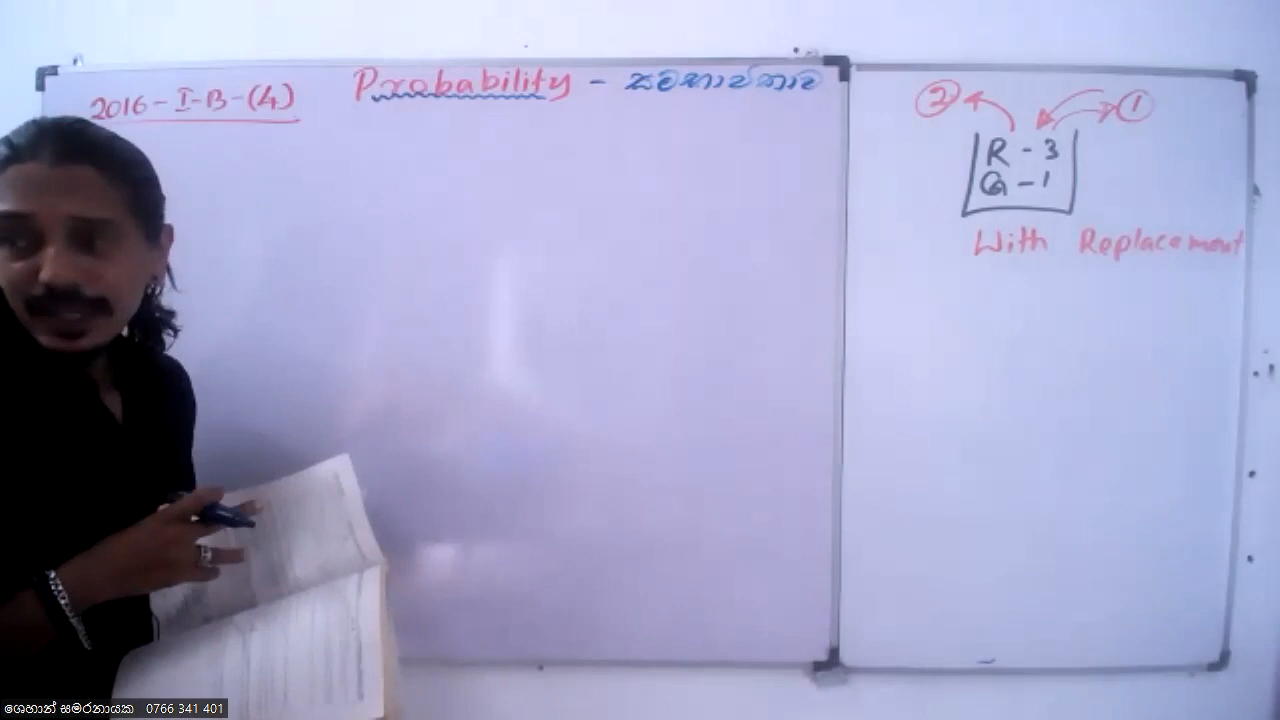 2016 - I - B - (4)
Probability - සම්භාවිතාව
② ①
R - 3
G - 1
With Replacement
ශෙහාන් සමරනායක 0766 341 401